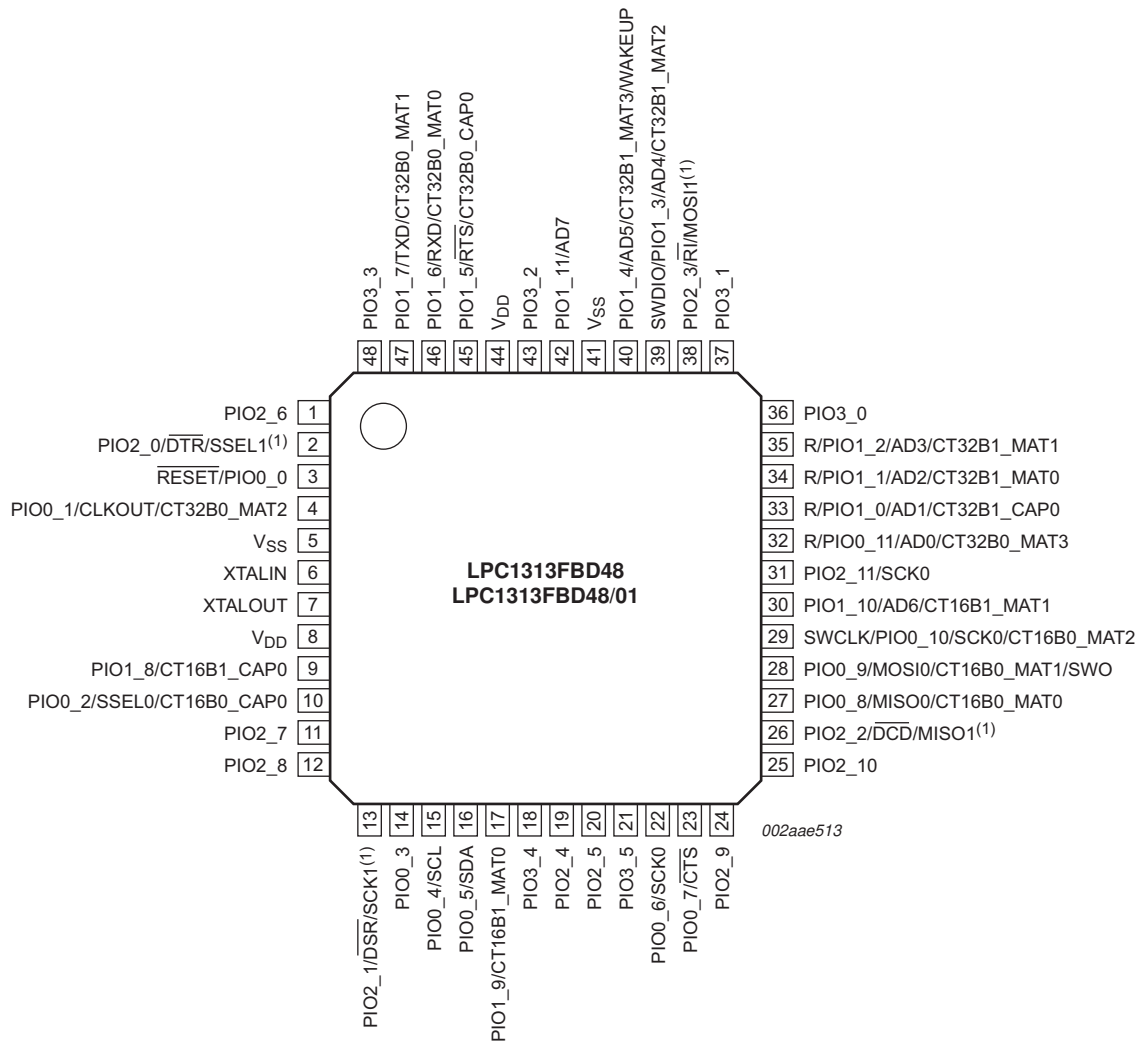 PIO3_3
PIO1_7/TXD/CT32B0_MAT1
PIO1_6/RXD/CT32B0_MAT0
PIO1_5/RTS/CT32B0_CAP0
VDD
PIO3_2
PIO1_11/AD7
VSS
PIO1_4/AD5/CT32B1_MAT3/WAKEUP
SWDIO/PIO1_3/AD4/CT32B1_MAT2
PIO2_3/RI/MOSI1(1)
PIO3_1
48 47 46 45 44 43 42 41 40 39 38 37
PIO2_6 1
PIO2_0/DTR/SSEL1(1) 2
RESET/PIO0_0 3
PIO0_1/CLKOUT/CT32B0_MAT2 4
VSS 5
XTALIN 6
XTALOUT 7
VDD 8
PIO1_8/CT16B1_CAP0 9
PIO0_2/SSEL0/CT16B0_CAP0 10
PIO2_7 11
PIO2_8 12
LPC1313FBD48
LPC1313FBD48/01
36 PIO3_0
35 R/PIO1_2/AD3/CT32B1_MAT1
34 R/PIO1_1/AD2/CT32B1_MAT0
33 R/PIO1_0/AD1/CT32B1_CAP0
32 R/PIO0_11/AD0/CT32B0_MAT3
31 PIO2_11/SCK0
30 PIO1_10/AD6/CT16B1_MAT1
29 SWCLK/PIO0_10/SCK0/CT16B0_MAT2
28 PIO0_9/MOSI0/CT16B0_MAT1/SWO
27 PIO0_8/MISO0/CT16B0_MAT0
26 PIO2_2/DCD/MISO1(1)
25 PIO2_10
13 14 15 16 17 18 19 20 21 22 23 24
PIO2_1/DSR/SCK1(1)
PIO0_3
PIO0_4/SCL
PIO0_5/SDA
PIO1_9/CT16B1_MAT0
PIO3_4
PIO2_4
PIO2_5
PIO3_5
PIO0_6/SCK0
PIO0_7/CTS
PIO2_9
002aae513